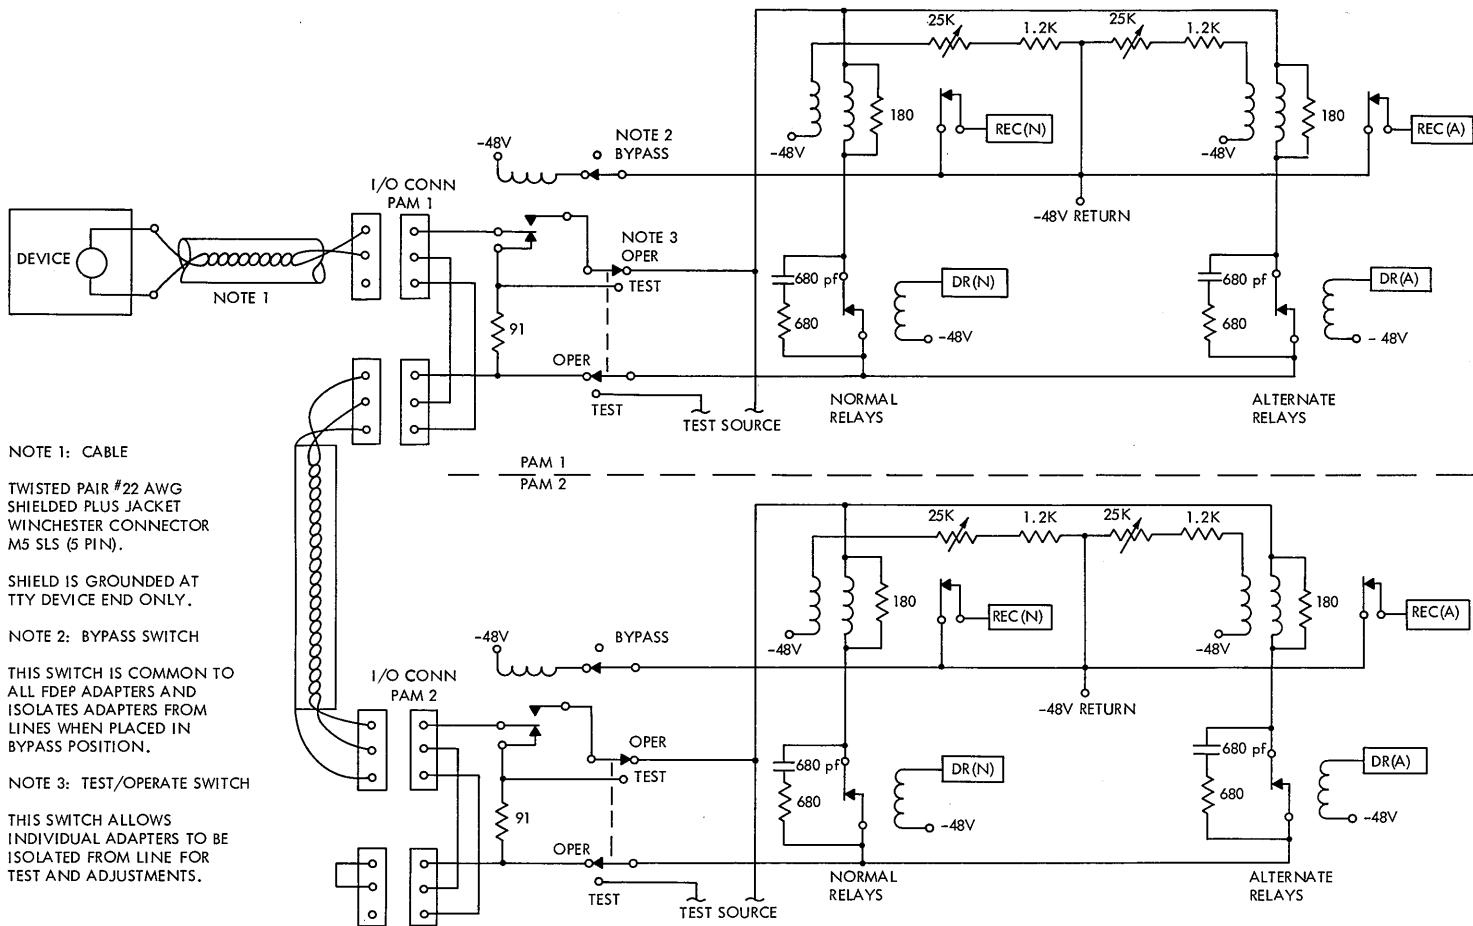 25K
1.2K
25K
1.2K
180
REC(N)
-48V
180
REC(A)
-48V
-48V
NOTE 2
BYPASS
-48V RETURN
I/O CONN
PAM 1
DEVICE
NOTE 1
NOTE 3
OPER
TEST
91
OPER
TEST
TEST SOURCE
680 pf
680
DR(N)
-48V
680 pf
680
DR(A)
- 48V
NORMAL
RELAYS
ALTERNATE
RELAYS
PAM 1
PAM 2
NOTE 1: CABLE
TWISTED PAIR #22 AWG
SHIELDED PLUS JACKET
WINCHESTER CONNECTOR
M5 SLS (5 PIN).
SHIELD IS GROUNDED AT
TTY DEVICE END ONLY.
NOTE 2: BYPASS SWITCH
THIS SWITCH IS COMMON TO
ALL FDEP ADAPTERS AND
ISOLATES ADAPTERS FROM
LINES WHEN PLACED IN
BYPASS POSITION.
NOTE 3: TEST/OPERATE SWITCH
THIS SWITCH ALLOWS
INDIVIDUAL ADAPTERS TO BE
ISOLATED FROM LINE FOR
TEST AND ADJUSTMENTS.
25K
1.2K
25K
1.2K
180
REC(N)
-48V
180
REC(A)
-48V
-48V
BYPASS
-48V RETURN
I/O CONN
PAM 2
OPER
TEST
91
OPER
TEST
TEST SOURCE
680 pf
680
DR(N)
-48V
680 pf
680
DR(A)
-48V
NORMAL
RELAYS
ALTERNATE
RELAYS